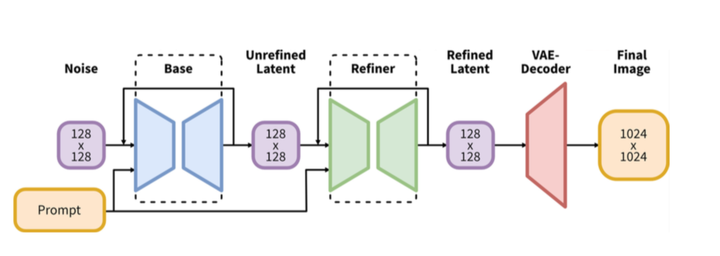 Noise
Base
Unrefined
Latent
Refiner
Refined
Latent
VAE-
Decoder
Final
Image
128
x
128
128
x
128
128
x
128
1024
x
1024
Prompt